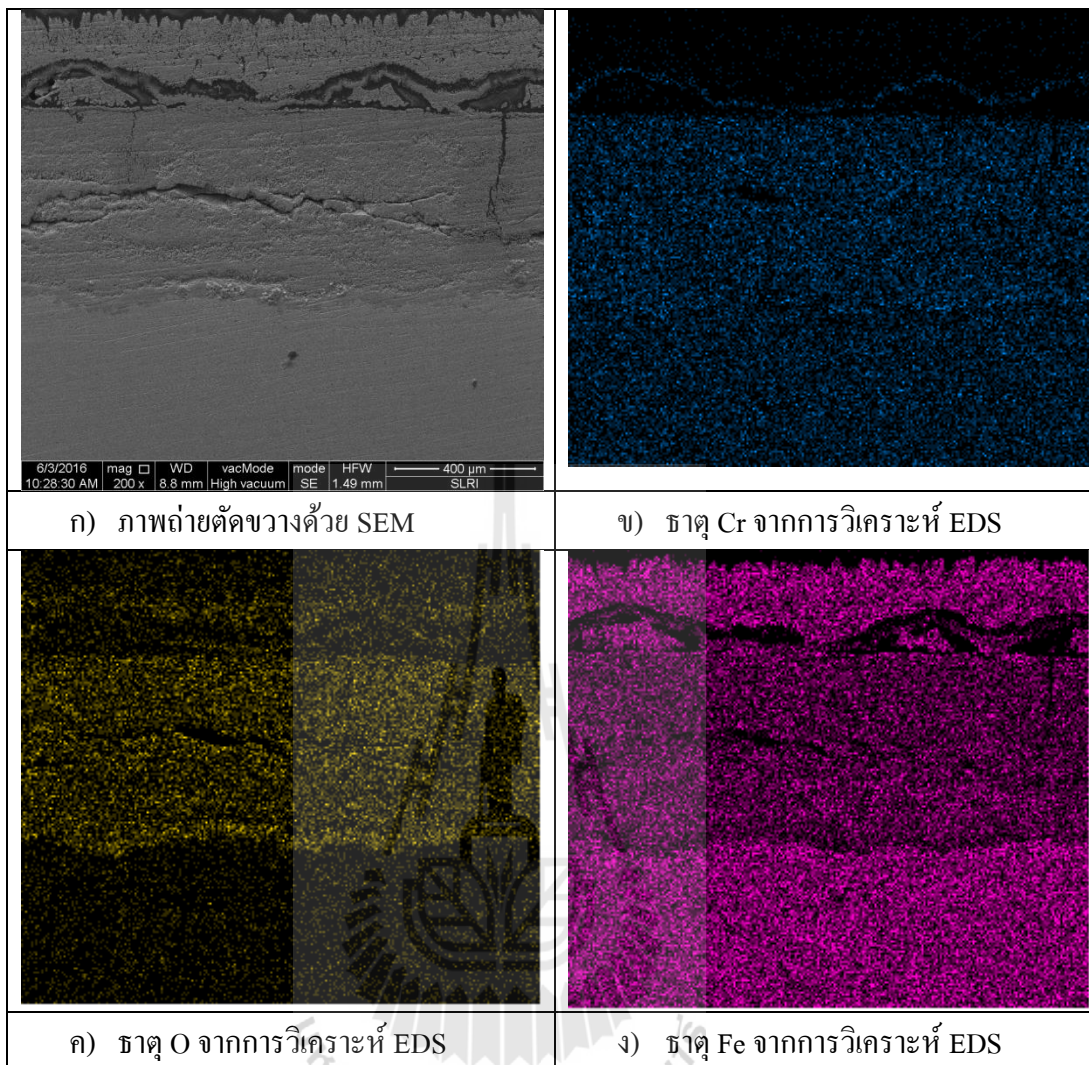 6/3/2016 mag □ WD vacMode mode HFW 400 µm
10:28:30 AM 200 x 8.8 mm High vacuum SE 1.49 mm SLRI
ก) ภาพถ่ายตัดขวางด้วย SEM
ข) ธาตุ Cr จากการวิเคราะห์ EDS
ค) ธาตุ O จากการวิเคราะห์ EDS
ง) ธาตุ Fe จากการวิเคราะห์ EDS